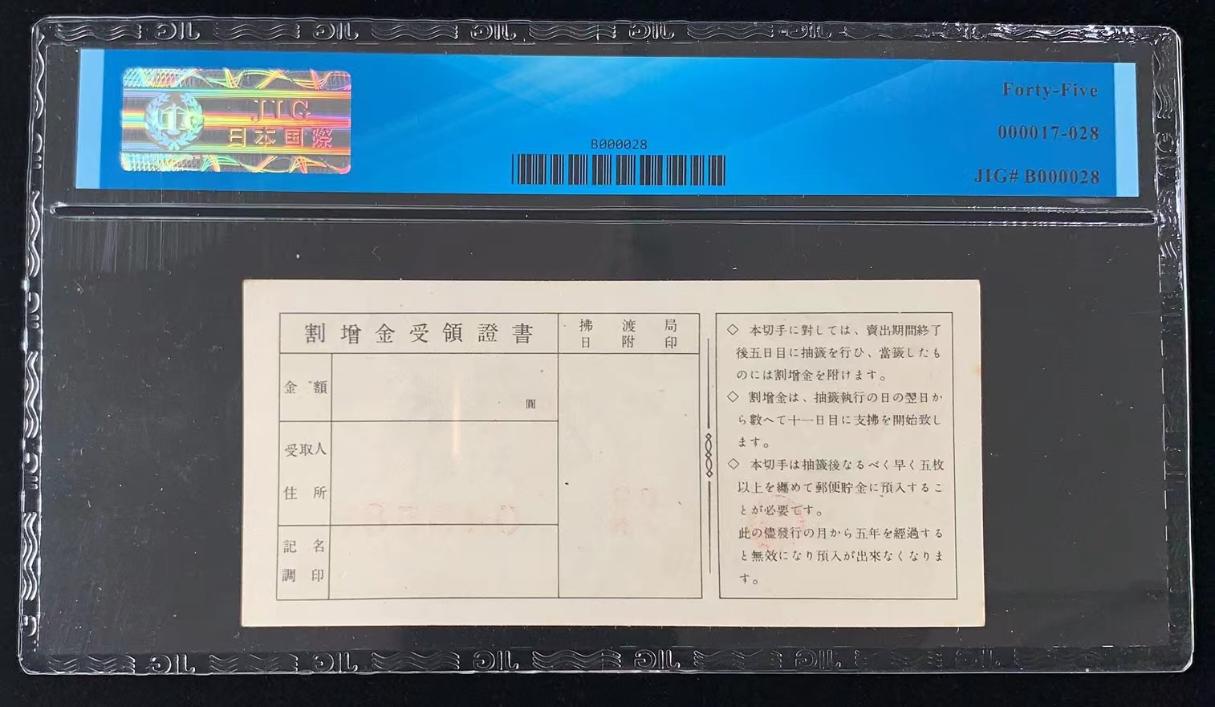 JIG
日本国際
B000028
Forty-Five
000017-028
JIG# B000028
割増金受領證書
拂渡局
日附印
金額
圓
受取人
住所
記名
調印
◇ 本切手に對しては、賣出期間終了
後五日目に抽籤を行ひ、當籤したも
のには割増金を附けます。
◇ 割増金は、抽籤執行の日の翌日か
ら數へて十一日目に支拂を開始致し
ます。
◇ 本切手は抽籤後なるべく早く五枚
以上を纏めて郵便貯金に預入するこ
とが必要です。
此の儘發行の月から五年を經過する
と無效になり預入が出來なくなりま
す。